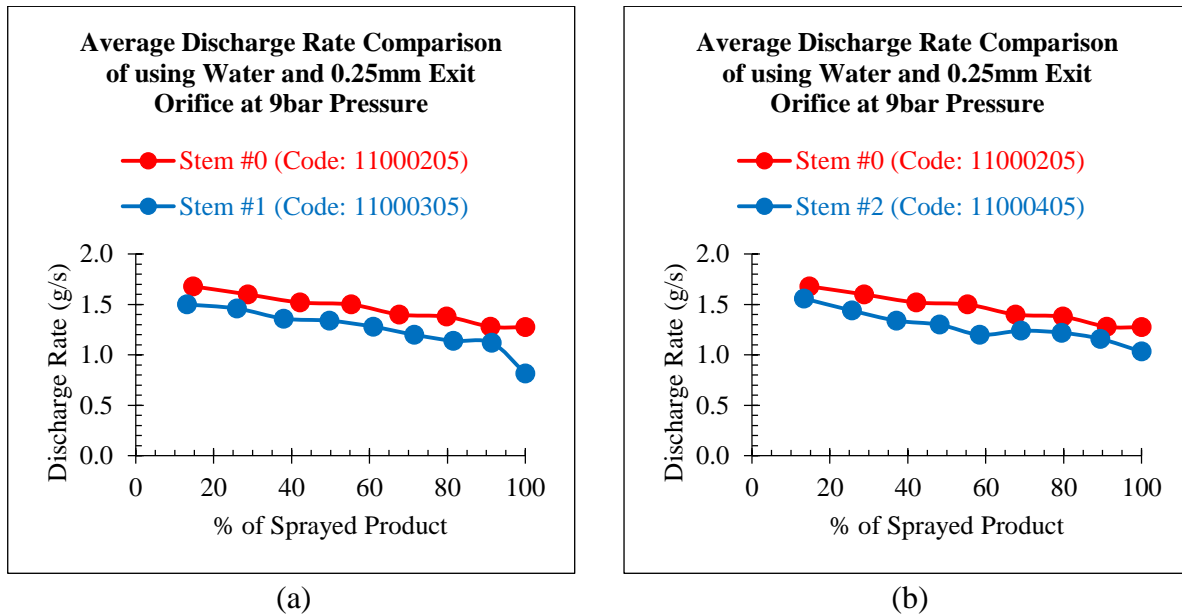 Average Discharge Rate Comparison
of using Water and 0.25mm Exit
Orifice at 9bar Pressure
Stem #0 (Code: 11000205)
Stem #1 (Code: 11000305)
2.0
1.5
1.0
0.5
0.0
Discharge Rate (g/s)
0 20 40 60 80 100
% of Sprayed Product
(a)
Average Discharge Rate Comparison
of using Water and 0.25mm Exit
Orifice at 9bar Pressure
Stem #0 (Code: 11000205)
Stem #2 (Code: 11000405)
2.0
1.5
1.0
0.5
0.0
Discharge Rate (g/s)
0 20 40 60 80 100
% of Sprayed Product
(b)